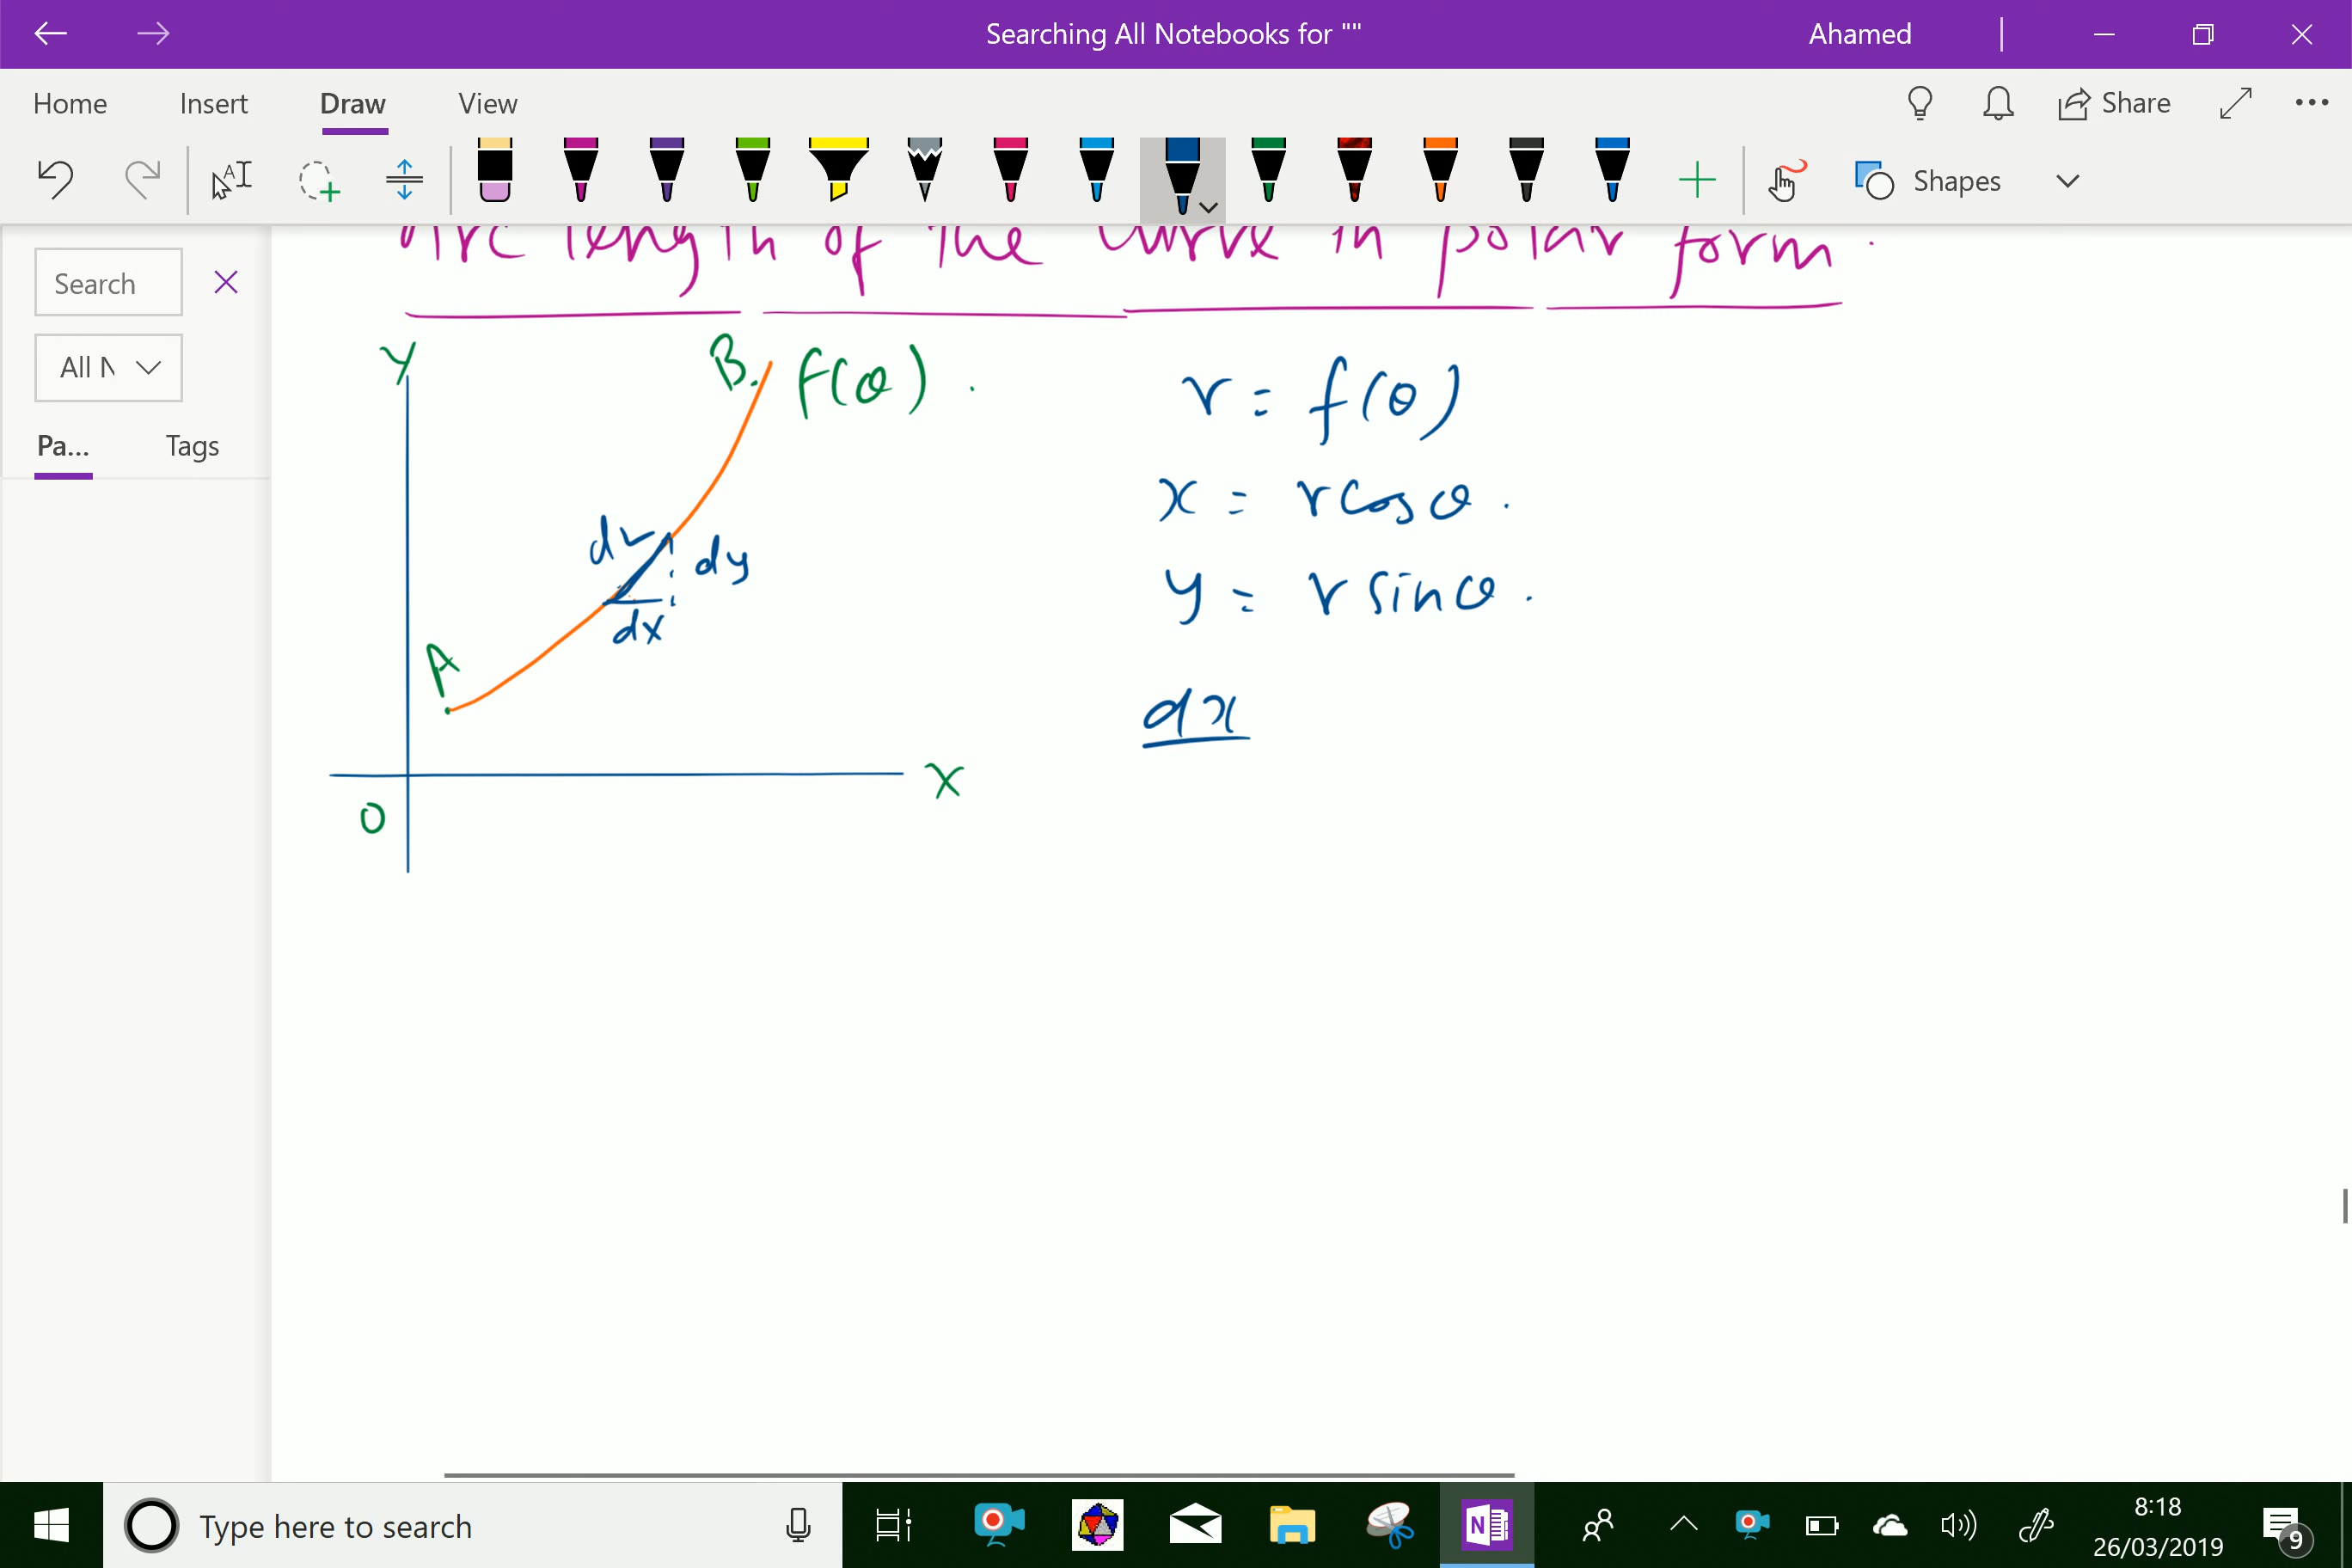 Searching All Notebooks for ""
Ahamed
Home Insert Draw View
Share
Shapes
Search
All N
Pa... Tags
arc length of the curve in polar form.
Y
B. f(θ).
r = f(θ)
x = r cos θ.
y = r sin θ.
dr
dy
dx
A
dx
X
O
Type here to search
N
8:18
26/03/2019
9